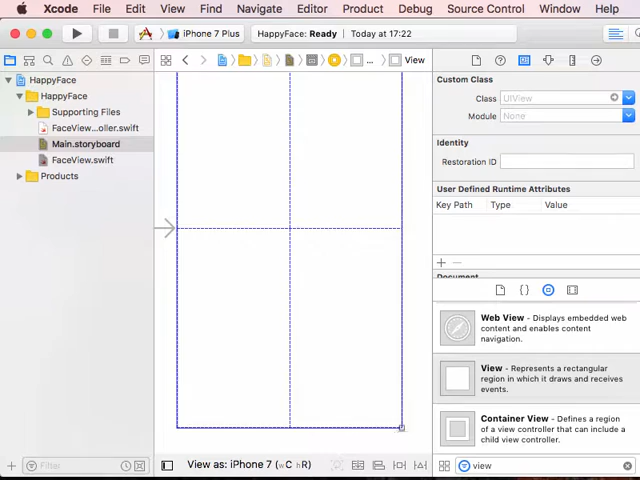 Xcode File Edit View Find Navigate Editor Product Debug Source Control Window Help
iPhone 7 Plus
HappyFace: Ready Today at 17:22
View
HappyFace
HappyFace
Supporting Files
FaceView...oller.swift
Main.storyboard
FaceView.swift
Products
Filter
View as: iPhone 7 (wC hR)
Custom Class
Class UIView
Module None
Identity
Restoration ID
User Defined Runtime Attributes
Key Path Type Value
Document
Web View - Displays embedded web
content and enables content
navigation.
View - Represents a rectangular
region in which it draws and receives
events.
Container View - Defines a region
of a view controller that can include a
child view controller.
view